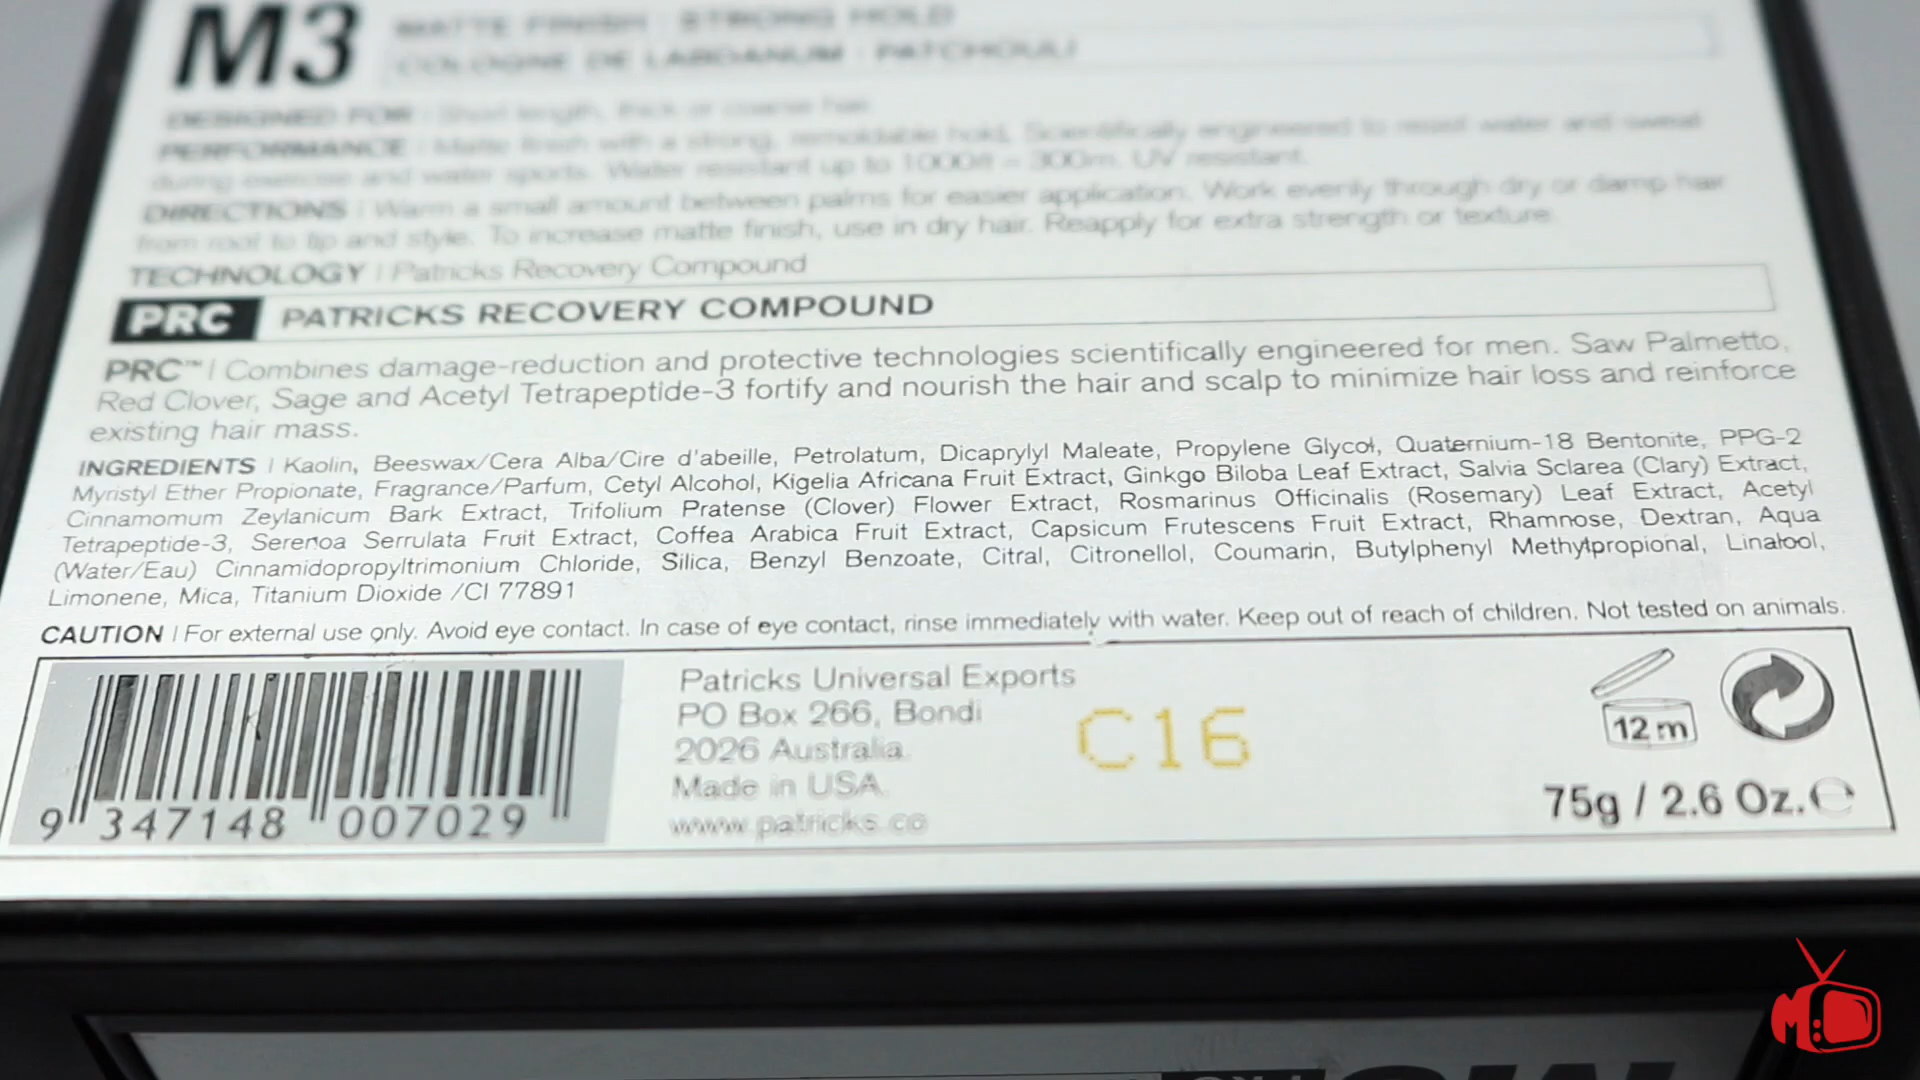 M3
MATTE FINISH | STRONG HOLD
COLOGNE DE LABDANUM | PATCHOULI
DESIGNED FOR | Short length, thick or coarse hair
PERFORMANCE | Matte finish with a strong, remoldable hold. Scientifically engineered to resist water and sweat
during exercise and water sports. Water resistant up to 1000ft – 300m. UV resistant.
DIRECTIONS | Warm a small amount between palms for easier application. Work evenly through dry or damp hair
from root to tip and style. To increase matte finish, use in dry hair. Reapply for extra strength or texture.
TECHNOLOGY | Patricks Recovery Compound
PRC PATRICKS RECOVERY COMPOUND
PRC™ | Combines damage-reduction and protective technologies scientifically engineered for men. Saw Palmetto,
Red Clover, Sage and Acetyl Tetrapeptide-3 fortify and nourish the hair and scalp to minimize hair loss and reinforce
existing hair mass.
INGREDIENTS | Kaolin, Beeswax/Cera Alba/Cire d'abeille, Petrolatum, Dicaprylyl Maleate, Propylene Glycol, Quaternium-18 Bentonite, PPG-2
Myristyl Ether Propionate, Fragrance/Parfum, Cetyl Alcohol, Kigelia Africana Fruit Extract, Ginkgo Biloba Leaf Extract, Salvia Sclarea (Clary) Extract,
Cinnamomum Zeylanicum Bark Extract, Trifolium Pratense (Clover) Flower Extract, Rosmarinus Officinalis (Rosemary) Leaf Extract, Acetyl
Tetrapeptide-3, Serenoa Serrulata Fruit Extract, Coffea Arabica Fruit Extract, Capsicum Frutescens Fruit Extract, Rhamnose, Dextran, Aqua
(Water/Eau) Cinnamidopropyltrimonium Chloride, Silica, Benzyl Benzoate, Citral, Citronellol, Coumarin, Butylphenyl Methylpropional, Linalool,
Limonene, Mica, Titanium Dioxide /CI 77891
CAUTION | For external use only. Avoid eye contact. In case of eye contact, rinse immediately with water. Keep out of reach of children. Not tested on animals.
9 347148 007029
Patricks Universal Exports
PO Box 266, Bondi
2026 Australia
Made in USA
www.patricks.co
C16
12 m
75g / 2.6 Oz. ℮